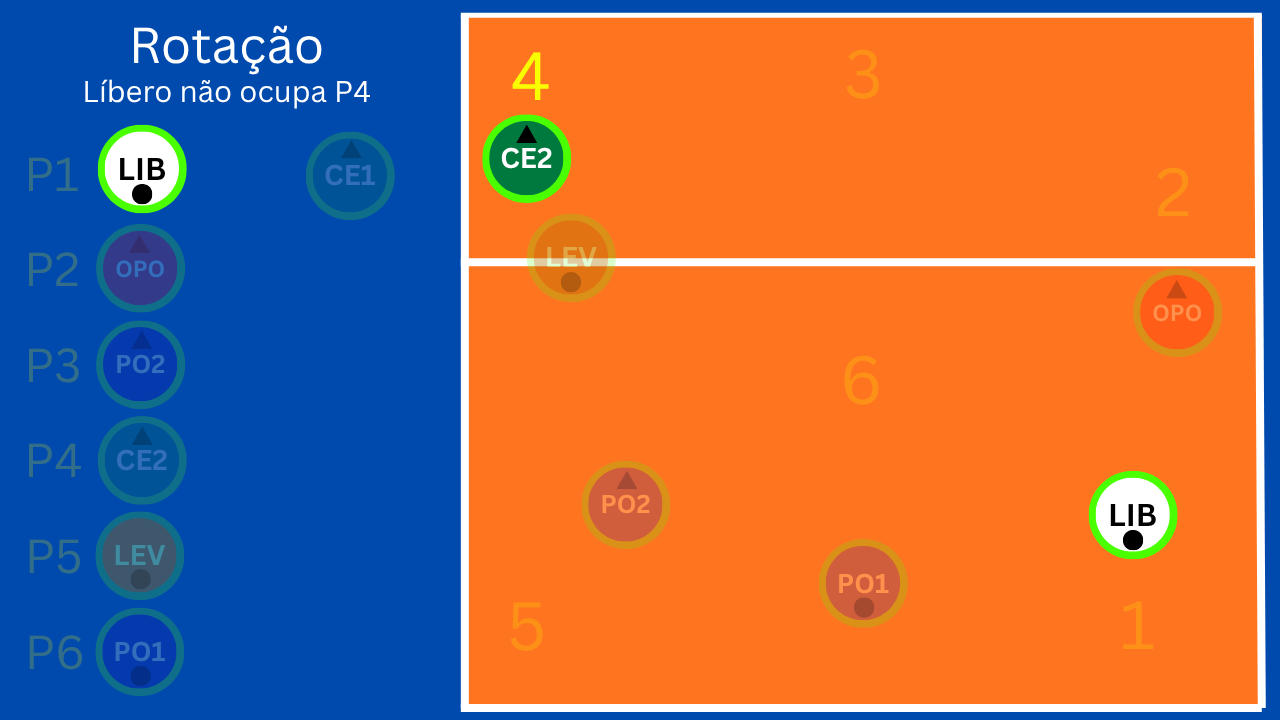 Rotação
Líbero não ocupa P4
P1 LIB CE1
P2 OPO
P3 PO2
P4 CE2
P5 LEV
P6 PO1
4 3
CE2
2
LEV
OPO
6
PO2
LIB
PO1
5 1